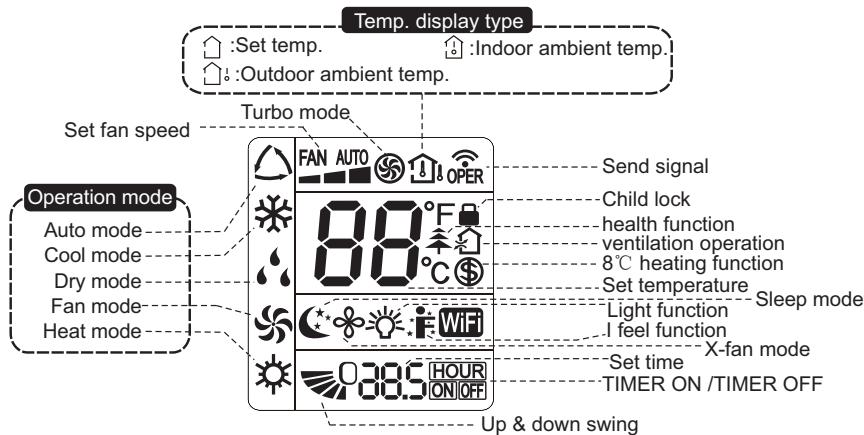 Temp. display type
:Set temp.
:Indoor ambient temp.
:Outdoor ambient temp.
Turbo mode
Set fan speed
Send signal
Child lock
health function
ventilation operation
8℃ heating function
Set temperature
Sleep mode
Light function
I feel function
X-fan mode
Set time
TIMER ON /TIMER OFF
Up & down swing
Operation mode
Auto mode
Cool mode
Dry mode
Fan mode
Heat mode
FAN AUTO
OPER
88
°F
°C
WiFi
038.5
HOUR
ON OFF